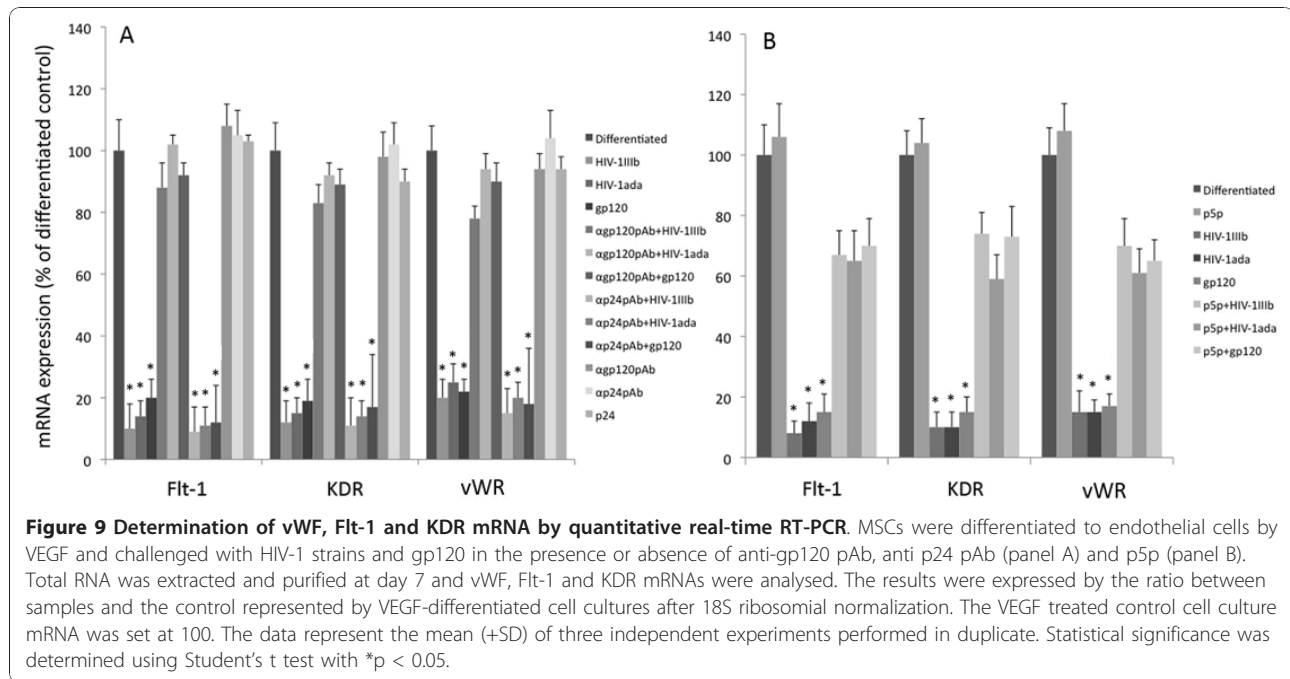 A
mRNA expression (% of differentiated control)
140
120
100
80
60
40
20
0
* * * * * * * * * * * * * * * * * *
Flt-1
KDR
vWR
Differentiated
HIV-1IIIb
HIV-1ada
gp120
αgp120pAb+HIV-1IIIb
αgp120pAb+HIV-1ada
αgp120pAb+gp120
αp24pAb+HIV-1IIIb
αp24pAb+HIV-1ada
αp24pAb+gp120
αgp120pAb
αp24pAb
p24
B
140
120
100
80
60
40
20
0
* * * * * * * * *
Flt-1
KDR
vWR
Differentiated
p5p
HIV-1IIIb
HIV-1ada
gp120
p5p+HIV-1IIIb
p5p+HIV-1ada
p5p+gp120
Figure 9 Determination of vWF, Flt-1 and KDR mRNA by quantitative real-time RT-PCR. MSCs were differentiated to endothelial cells by
VEGF and challenged with HIV-1 strains and gp120 in the presence or absence of anti-gp120 pAb, anti p24 pAb (panel A) and p5p (panel B).
Total RNA was extracted and purified at day 7 and vWF, Flt-1 and KDR mRNAs were analysed. The results were expressed by the ratio between
samples and the control represented by VEGF-differentiated cell cultures after 18S ribosomial normalization. The VEGF treated control cell culture
mRNA was set at 100. The data represent the mean (+SD) of three independent experiments performed in duplicate. Statistical significance was
determined using Student's t test with *p < 0.05.